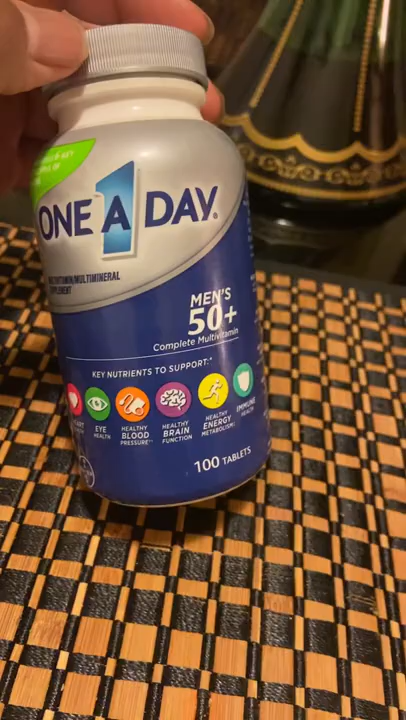 ONE A DAY
MULTIVITAMIN/MULTIMINERAL
SUPPLEMENT
MEN'S
50+
Complete Multivitamin
KEY NUTRIENTS TO SUPPORT:*
EYE
HEALTH
HEALTHY
BLOOD
PRESSURE
HEALTHY
BRAIN
FUNCTION
HEALTHY
ENERGY
METABOLISM
IMMUNE
HEALTH
100 TABLETS